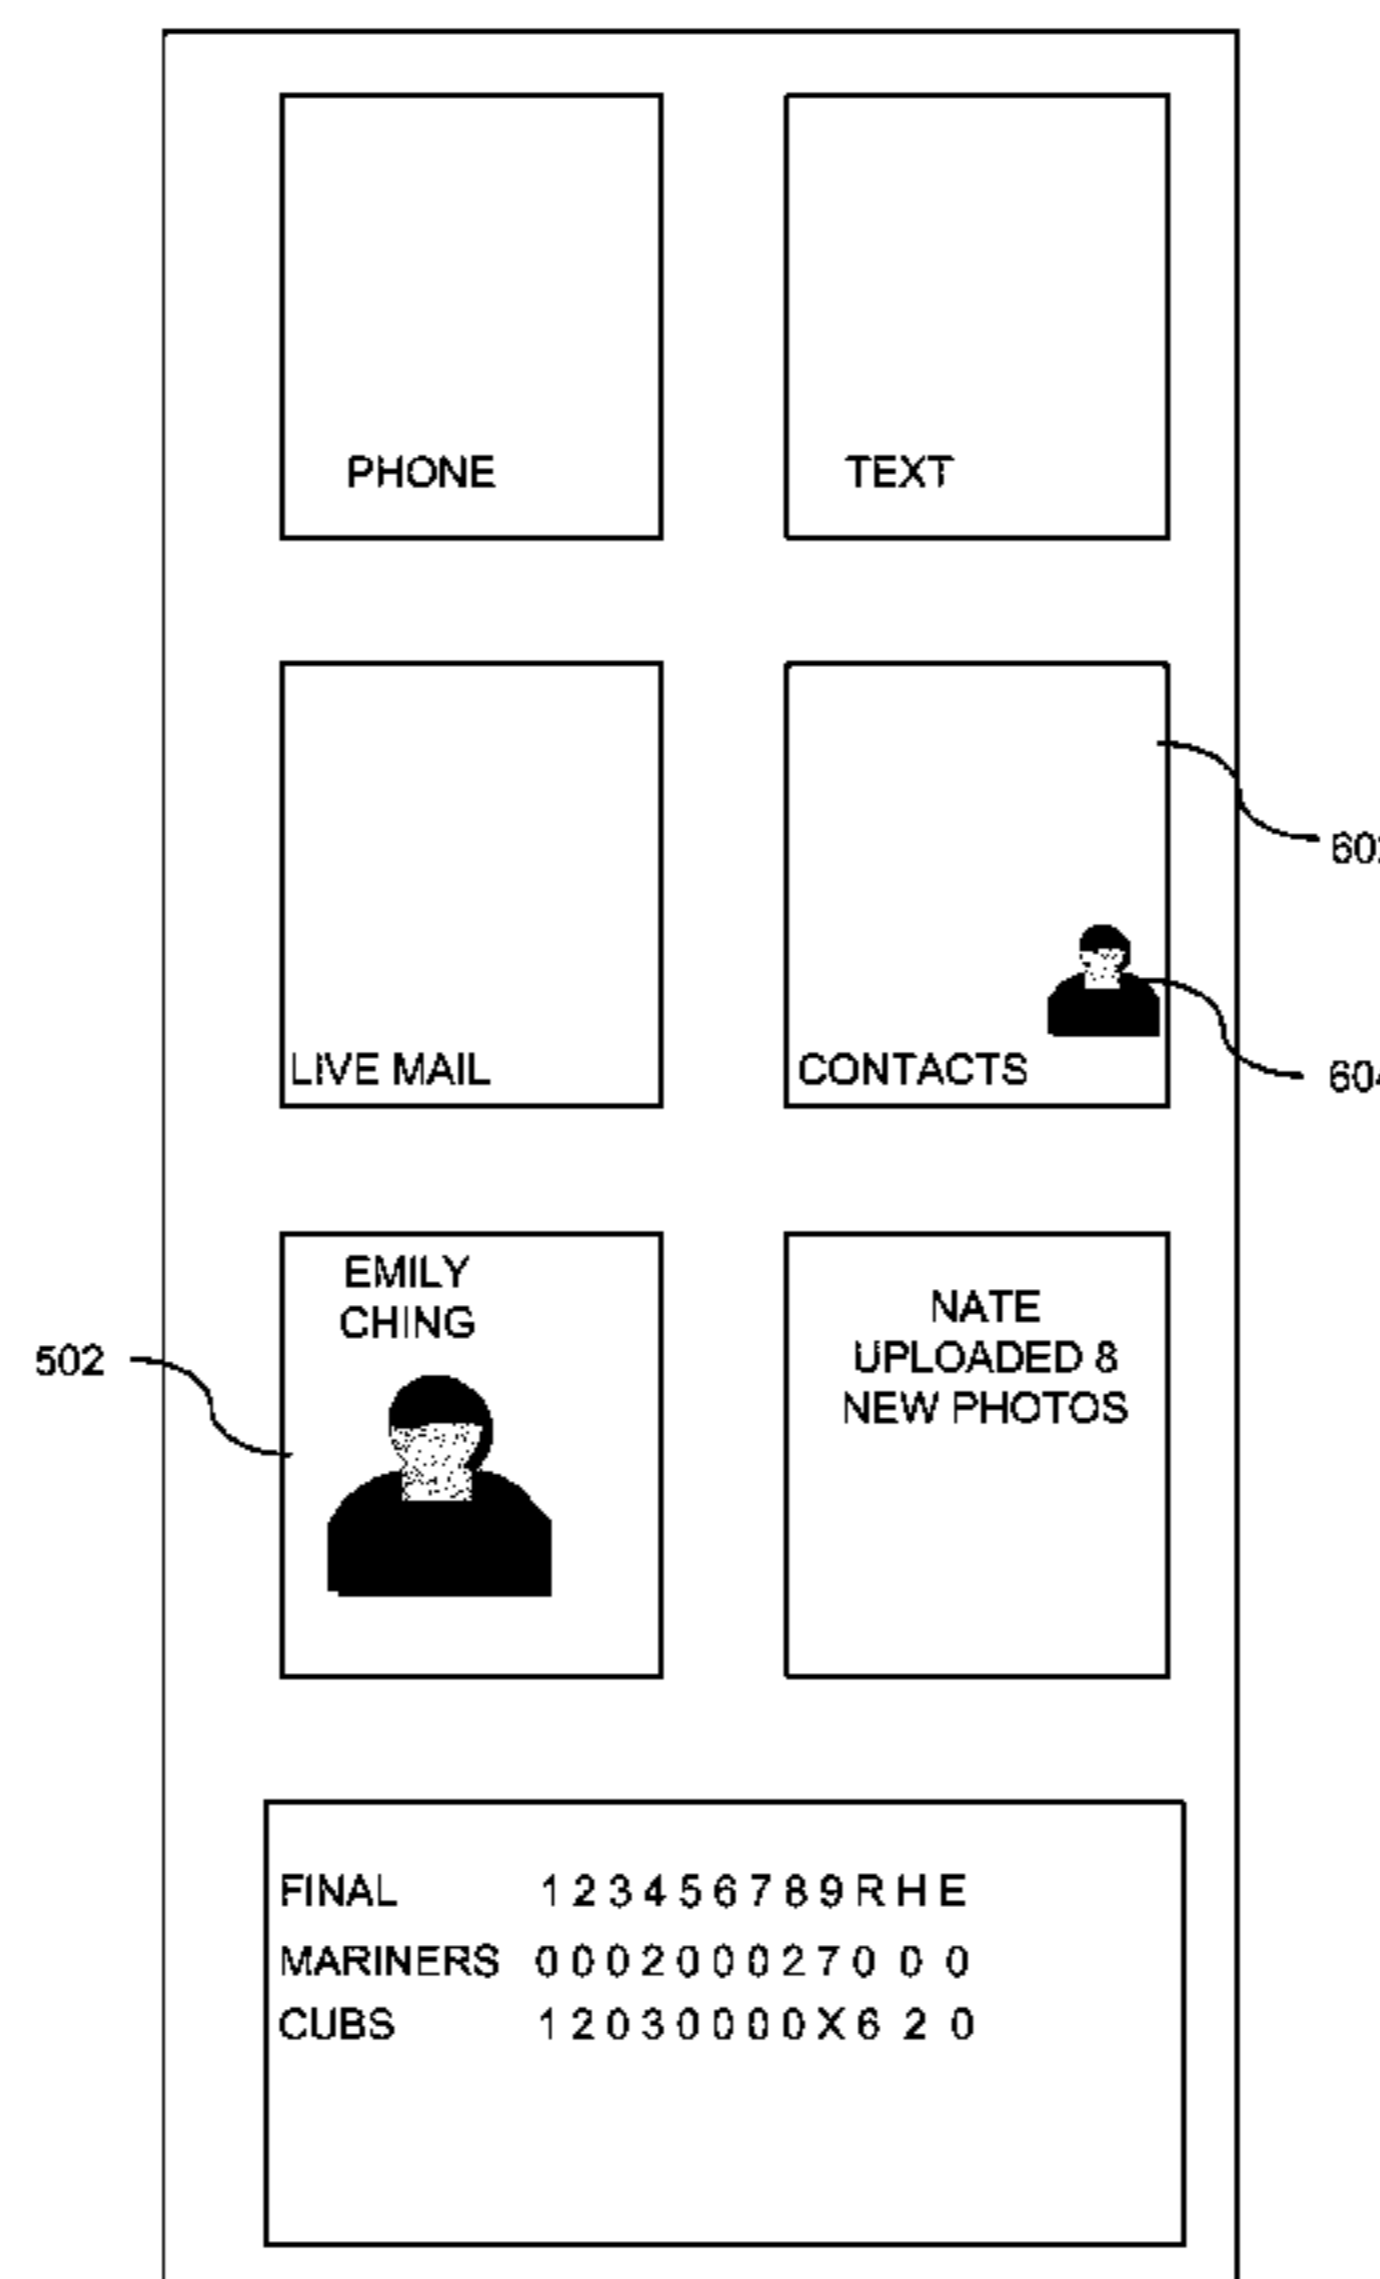 PHONE
TEXT
LIVE MAIL
CONTACTS
EMILY
CHING
NATE
UPLOADED 8
NEW PHOTOS
502
FINAL 1 2 3 4 5 6 7 8 9 R H E
MARINERS 0 0 0 2 0 0 0 2 7 0 0 0
CUBS 1 2 0 3 0 0 0 0 X 6 2 0